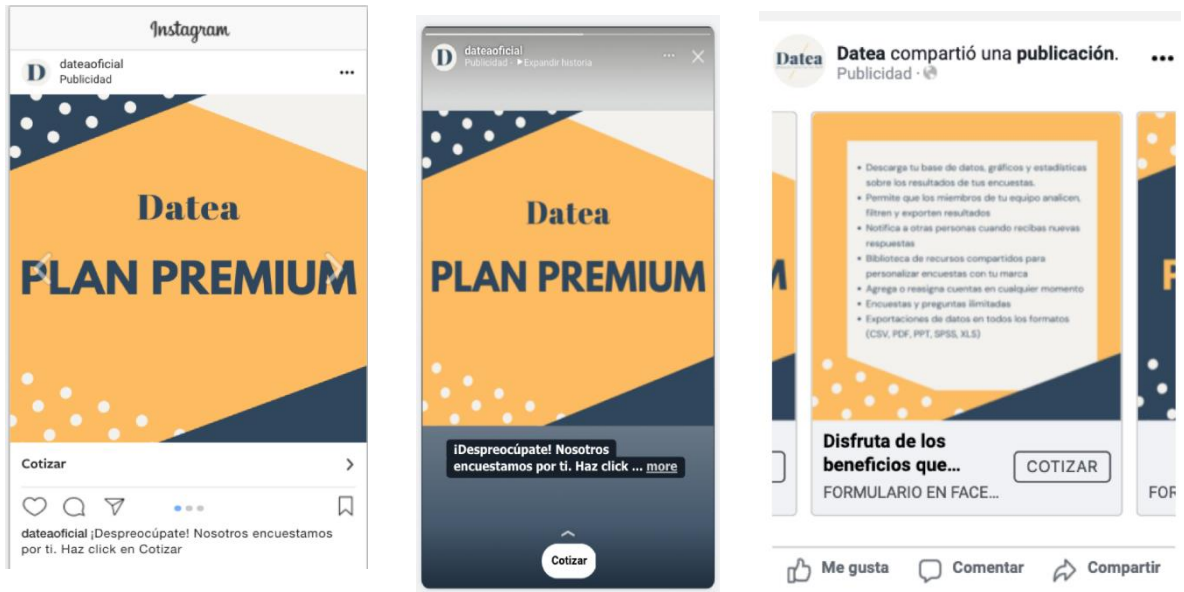 Instagram
D
dateaoficial
Publicidad
Datea
PLAN PREMIUM
Cotizar
dateaoficial ¡Despreocúpate! Nosotros encuestamos
por ti. Haz click en Cotizar
D
dateaoficial
Publicidad · Expandir historia
Datea
PLAN PREMIUM
¡Despreocúpate! Nosotros
encuestamos por ti. Haz click ... more
Cotizar
Datea
Datea compartió una publicación.
Publicidad ·
• Descarga tu base de datos, gráficos y estadísticas
sobre los resultados de tus encuestas.
• Permite que los miembros de tu equipo analicen,
filtren y exporten resultados
• Notifica a otras personas cuando recibas nuevas
respuestas
• Biblioteca de recursos compartidos para
personalizar encuestas con tu marca
• Agrega o reasigna cuentas en cualquier momento
• Encuestas y preguntas ilimitadas
• Exportaciones de datos en todos los formatos
(CSV, PDF, PPT, SPSS, XLS)
Disfruta de los
beneficios que...
COTIZAR
FORMULARIO EN FACE...
FOR
Me gusta
Comentar
Compartir